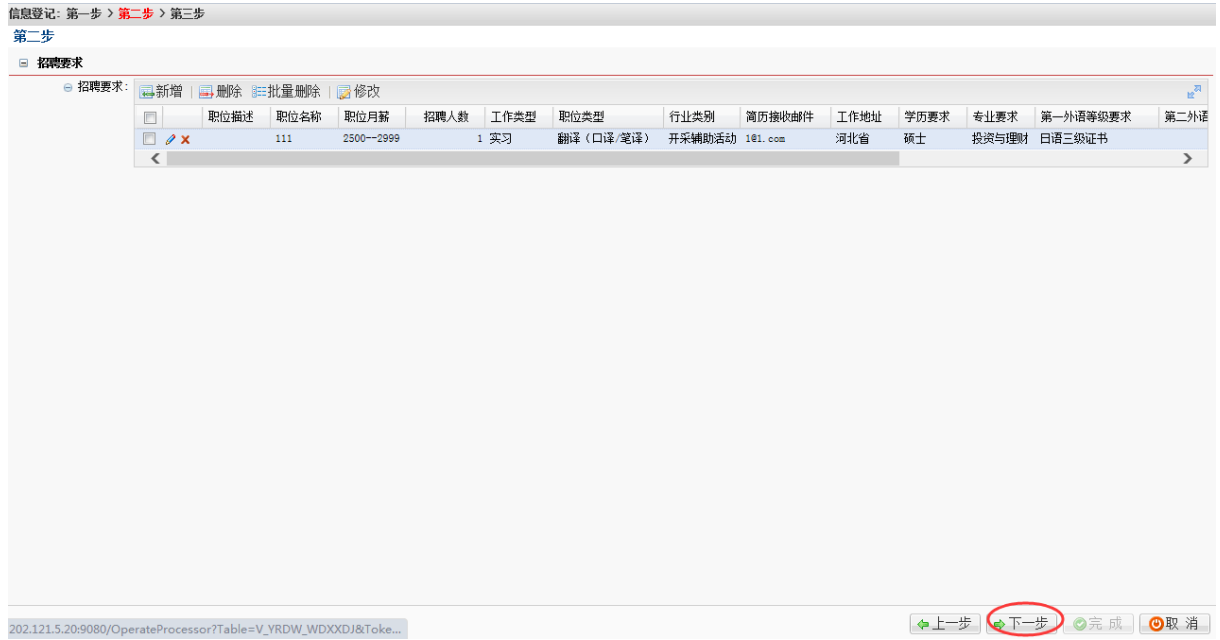 信息登记: 第一步 > 第二步 > 第三步
第二步
招聘要求
招聘要求: 新增 删除 批量删除 修改
职位描述 职位名称 职位月薪 招聘人数 工作类型 职位类型 行业类别 简历接收邮件 工作地址 学历要求 专业要求 第一外语等级要求 第二外语
111 2500--2999 1 实习 翻译（口译/笔译） 开采辅助活动 1@1.com 河北省 硕士 投资与理财 日语三级证书
上一步 下一步 完成 取消
202.121.5.20:9080/OperateProcessor?Table=V_YRDW_WDXXDJ&Toke...